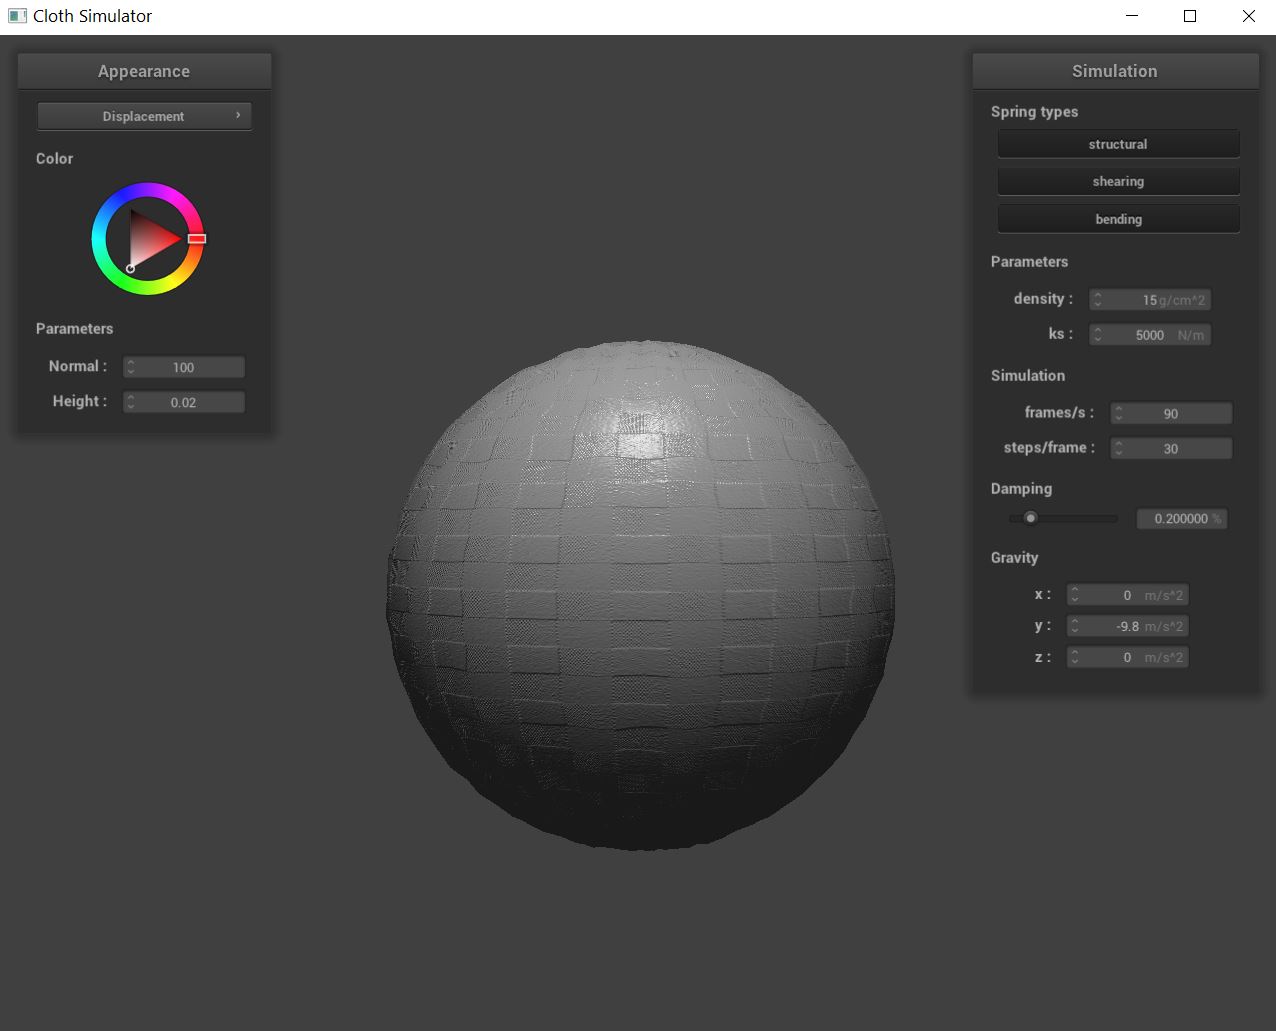 Cloth Simulator
Appearance
Displacement
Color
Parameters
Normal : 100
Height : 0.02
Simulation
Spring types
structural
shearing
bending
Parameters
density : 15 g/cm^2
ks : 5000 N/m
Simulation
frames/s : 90
steps/frame : 30
Damping
0.200000 %
Gravity
x : 0 m/s^2
y : -9.8 m/s^2
z : 0 m/s^2